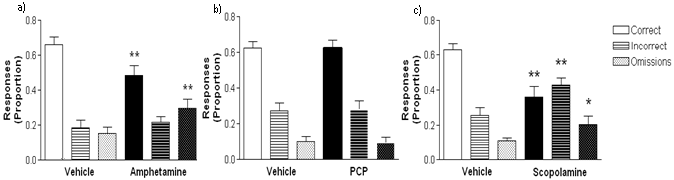 a)
Responses
(Proportion)
0.8
0.6
0.4
0.2
0.0
**
**
Vehicle Amphetamine
b)
Responses
(Proportion)
0.8
0.6
0.4
0.2
0.0
Vehicle PCP
c)
Responses
(Proportion)
0.8
0.6
0.4
0.2
0.0
**
**
*
Vehicle Scopolamine
Correct
Incorrect
Omissions